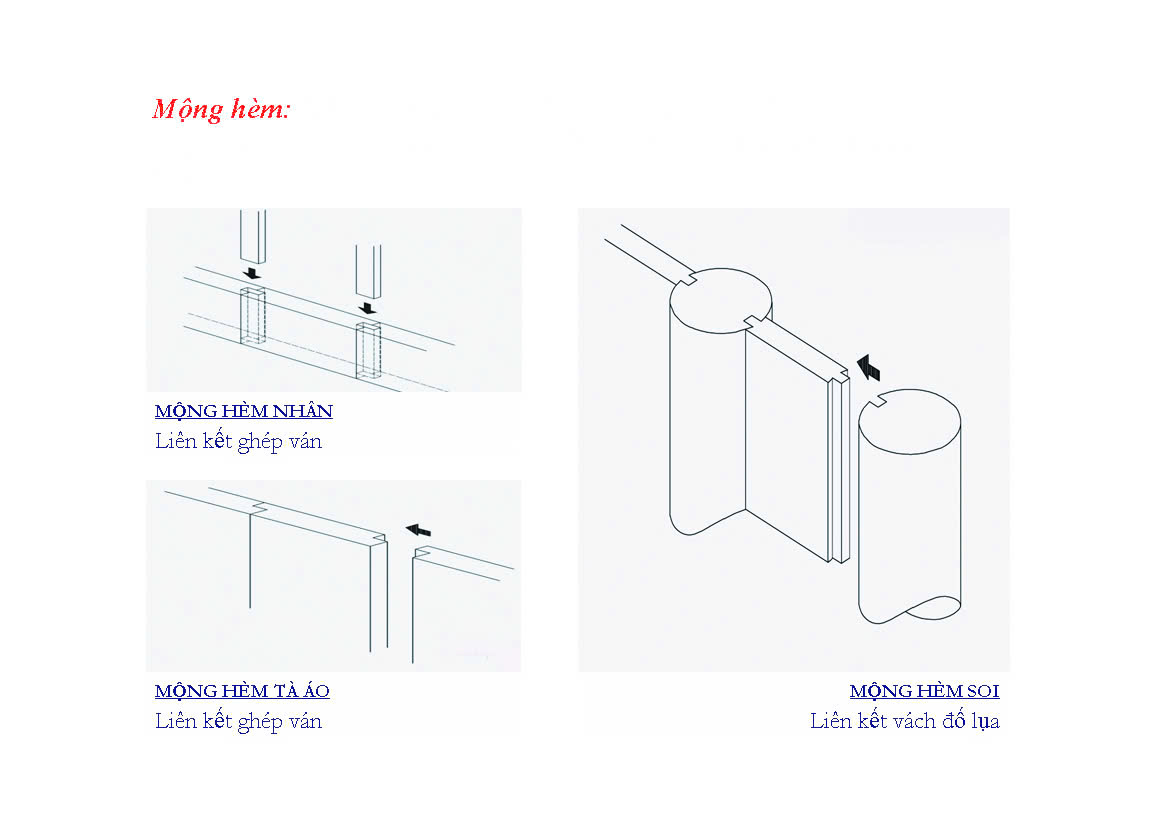 Mộng hèm:
MỘNG HÈM NHÂN
Liên kết ghép ván
MỘNG HÈM TÀ ÁO
Liên kết ghép ván
MỘNG HÈM SOI
Liên kết vách đố lụa